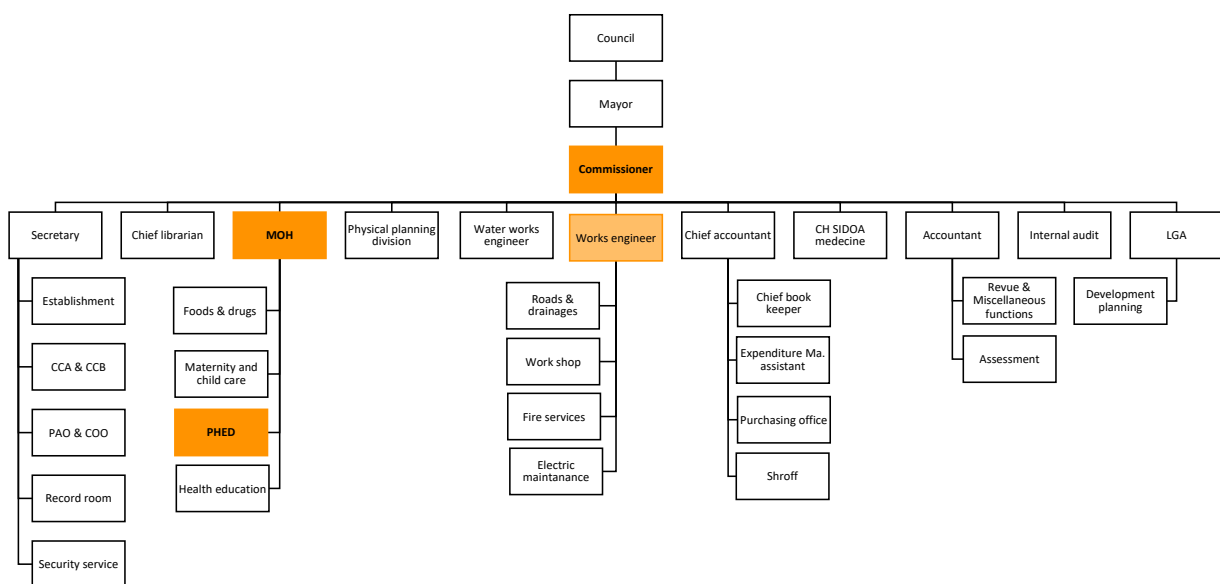 Council
Mayor
Commissioner
Secretary
Chief librarian
MOH
Physical planning
division
Water works
engineer
Works engineer
Chief accountant
CH SIDOA
medecine
Accountant
Internal audit
LGA
Establishment
CCA & CCB
PAO & COO
Record room
Security service
Foods & drugs
Maternity and
child care
PHED
Health education
Roads &
drainages
Work shop
Fire services
Electric
maintanance
Chief book
keeper
Expenditure Ma.
assistant
Purchasing office
Shroff
Revue &
Miscellaneous
functions
Assessment
Development
planning